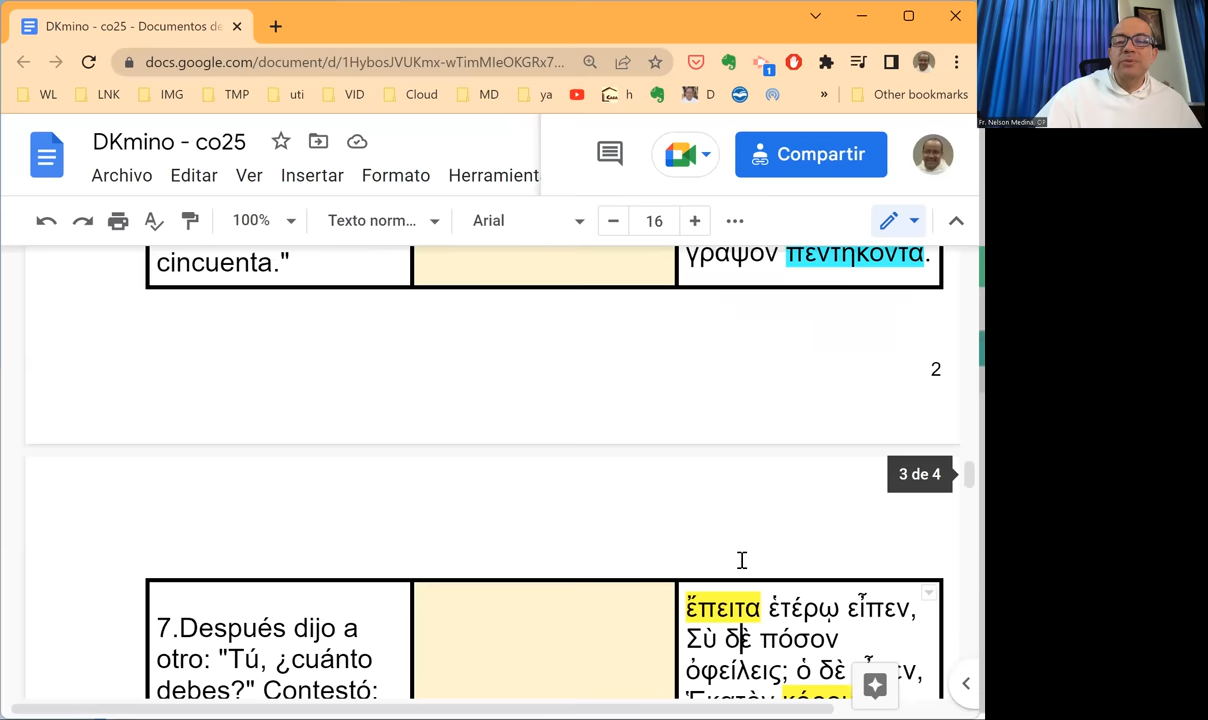 DKmino - co25 - Documentos de
docs.google.com/document/d/1HybosJVUKmx-wTimMIeOKGRx7...
1
WL LNK IMG TMP uti VID Cloud MD ya h D » Other bookmarks
Fr. Nelson Medina, OP
DKmino - co25
Compartir
Archivo Editar Ver Insertar Formato Herramient
100% Texto norm... Arial 16
cincuenta."
γράψον πεντήκοντα.
2
3 de 4
7.Después dijo a
otro: "Tú, ¿cuánto
debes?" Contestó:
ἔπειτα ἑτέρῳ εἶπεν,
Σὺ δὲ πόσον
ὀφείλεις; ὁ δὲ
Ἑκατὸν